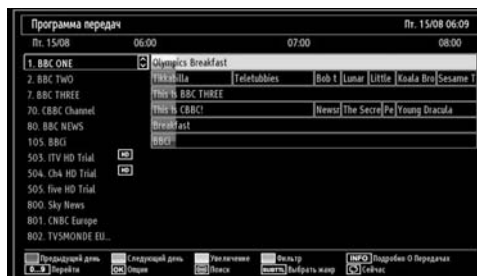 Программа передач Пт. 15/08 06:09
Пт. 15/08 06:00 07:00 08:00
1. BBC ONE Olympics Breakfast
2. BBC TWO Tikkabilla Teletubbies Bob t Lunar Little Koala Bro Sesame T
7. BBC THREE This is BBC THREE
70. CBBC Channel This is CBBC! Newsr The Secre Pe Young Dracula
80. BBC NEWS Breakfast
105. BBCi BBCi
503. ITV HD Trial HD
504. Ch4 HD Trial HD
505. five HD Trial
800. Sky News
801. CNBC Europe
802. TV5MONDE EU...
Предыдущий день Следующий день Увеличение Фильтр INFO Подробно О Передачах
0...9 Перейти OK Опции Поиск SUBTTL Выбрать жанр Сейчас